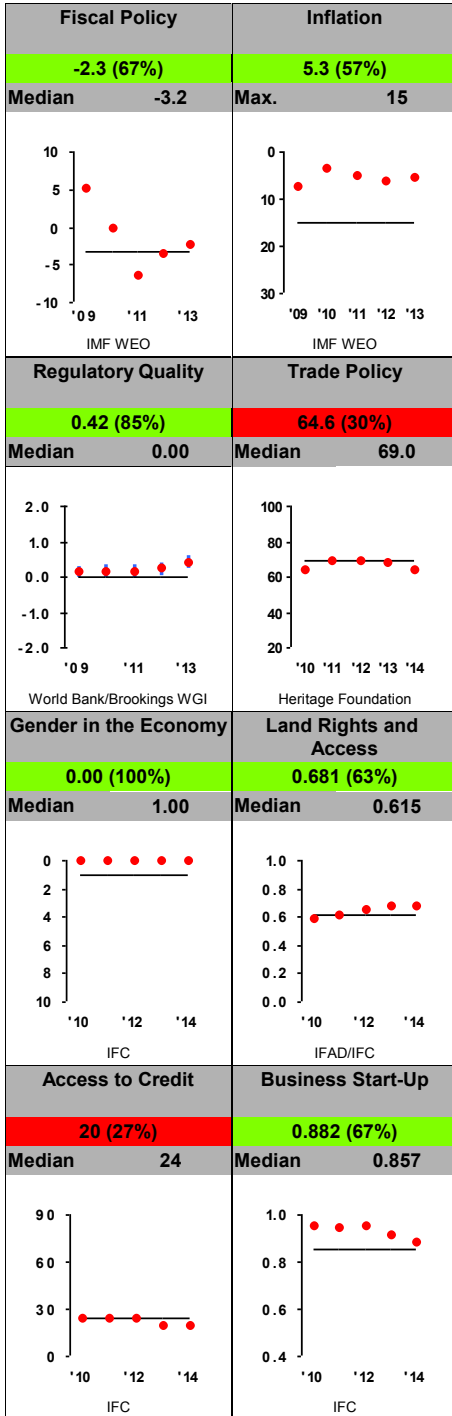 Fiscal Policy
-2.3 (67%)
Median -3.2
10
5
0
-5
-10
'09 '11 '13
IMF WEO
Inflation
5.3 (57%)
Max. 15
0
10
20
30
'09 '10 '11 '12 '13
IMF WEO
Regulatory Quality
0.42 (85%)
Median 0.00
2.0
1.0
0.0
-1.0
-2.0
'09 '11 '13
World Bank/Brookings WGI
Trade Policy
64.6 (30%)
Median 69.0
100
80
60
40
20
'10 '11 '12 '13 '14
Heritage Foundation
Gender in the Economy
0.00 (100%)
Median 1.00
0
2
4
6
8
10
'10 '12 '14
IFC
Land Rights and
Access
0.681 (63%)
Median 0.615
1.0
0.8
0.6
0.4
0.2
0.0
'10 '12 '14
IFAD/IFC
Access to Credit
20 (27%)
Median 24
90
60
30
0
'10 '12 '14
IFC
Business Start-Up
0.882 (67%)
Median 0.857
1.0
0.8
0.6
0.4
'10 '12 '14
IFC